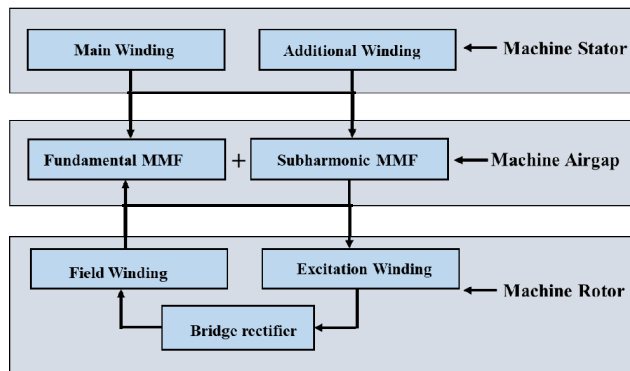 Main Winding
Additional Winding
Machine Stator
Fundamental MMF
+
Subharmonic MMF
Machine Airgap
Field Winding
Excitation Winding
Machine Rotor
Bridge rectifier